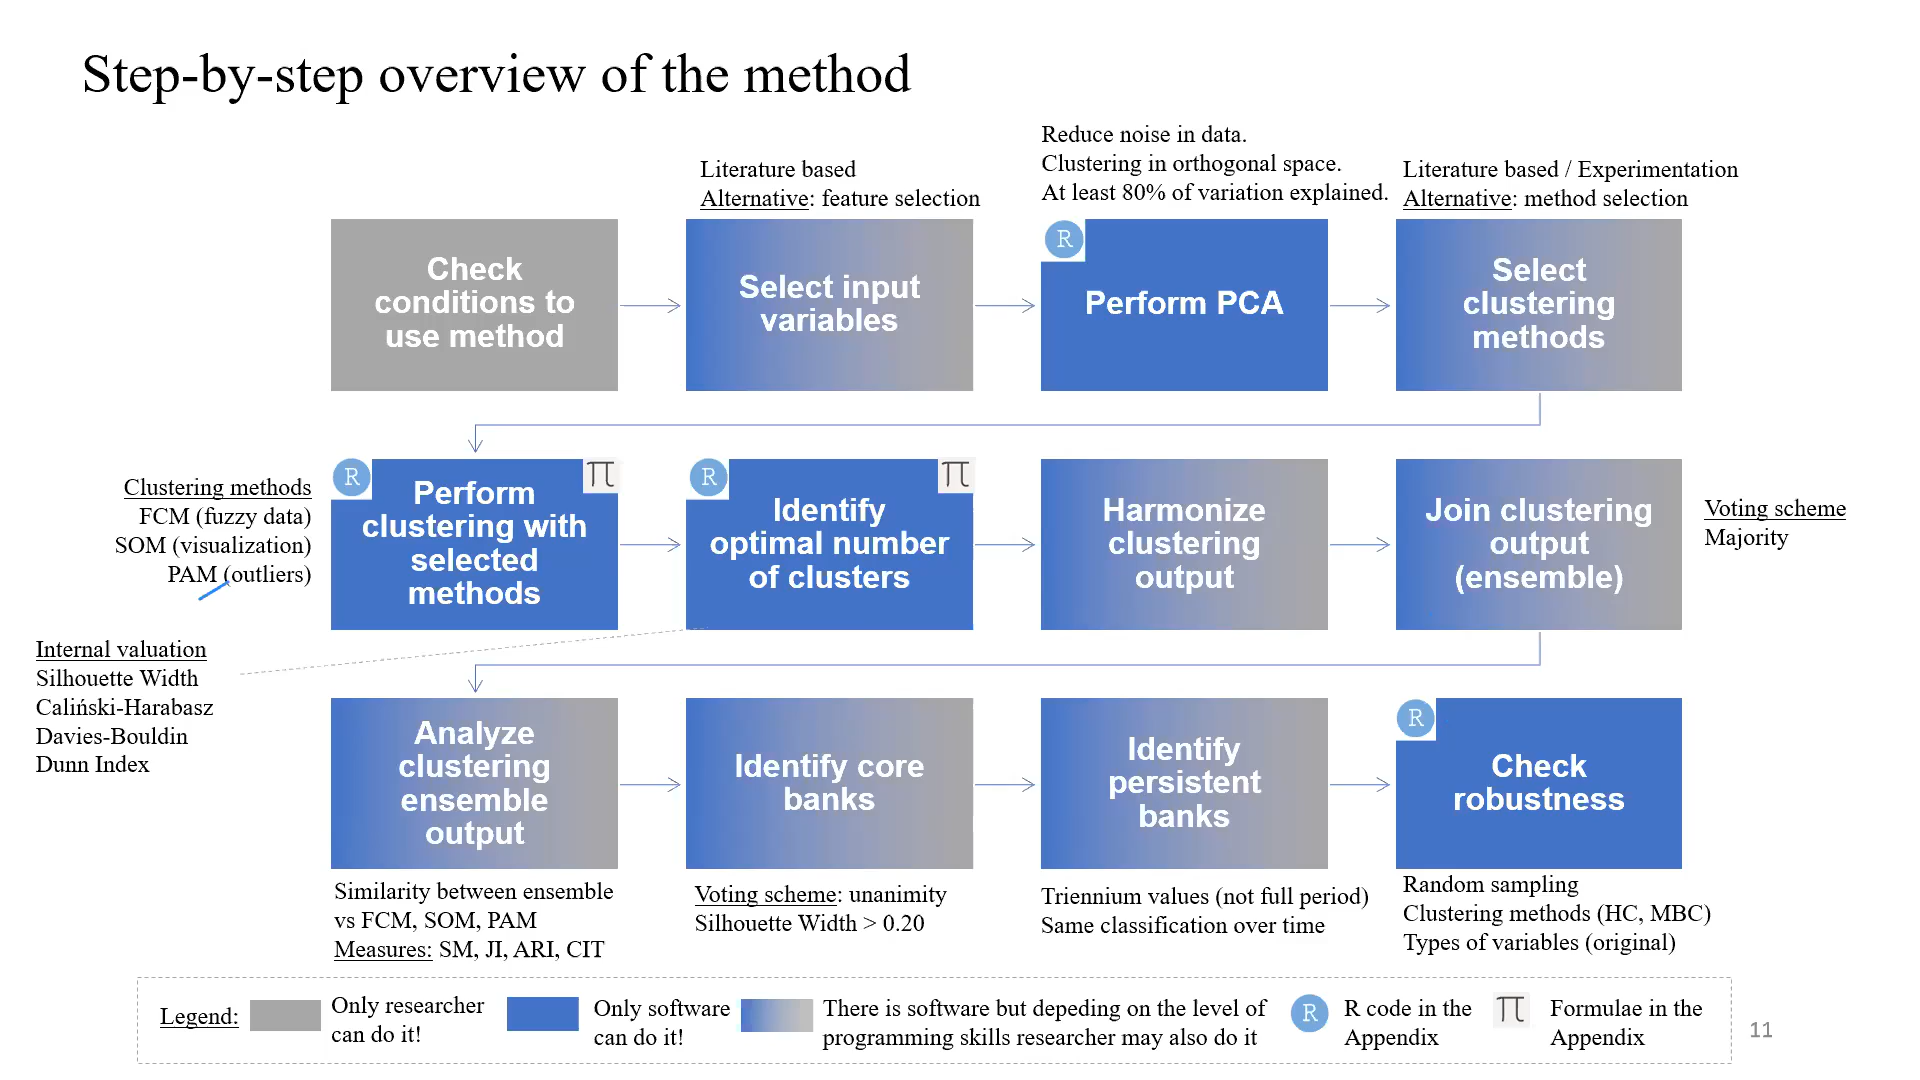 Step-by-step overview of the method
Literature based
Alternative: feature selection
Reduce noise in data.
Clustering in orthogonal space.
At least 80% of variation explained.
Literature based / Experimentation
Alternative: method selection
Check
conditions to
use method
Select input
variables
R
Perform PCA
Select
clustering
methods
Clustering methods
FCM (fuzzy data)
SOM (visualization)
PAM (outliers)
R
π
Perform
clustering with
selected
methods
R
π
Identify
optimal number
of clusters
Harmonize
clustering
output
Join clustering
output
(ensemble)
Voting scheme
Majority
Internal valuation
Silhouette Width
Caliński-Harabasz
Davies-Bouldin
Dunn Index
Analyze
clustering
ensemble
output
Identify core
banks
Identify
persistent
banks
R
Check
robustness
Similarity between ensemble
vs FCM, SOM, PAM
Measures: SM, JI, ARI, CIT
Voting scheme: unanimity
Silhouette Width > 0.20
Triennium values (not full period)
Same classification over time
Random sampling
Clustering methods (HC, MBC)
Types of variables (original)
Legend:
Only researcher
can do it!
Only software
can do it!
There is software but depeding on the level of
programming skills researcher may also do it
R
R code in the
Appendix
π
Formulae in the
Appendix
11